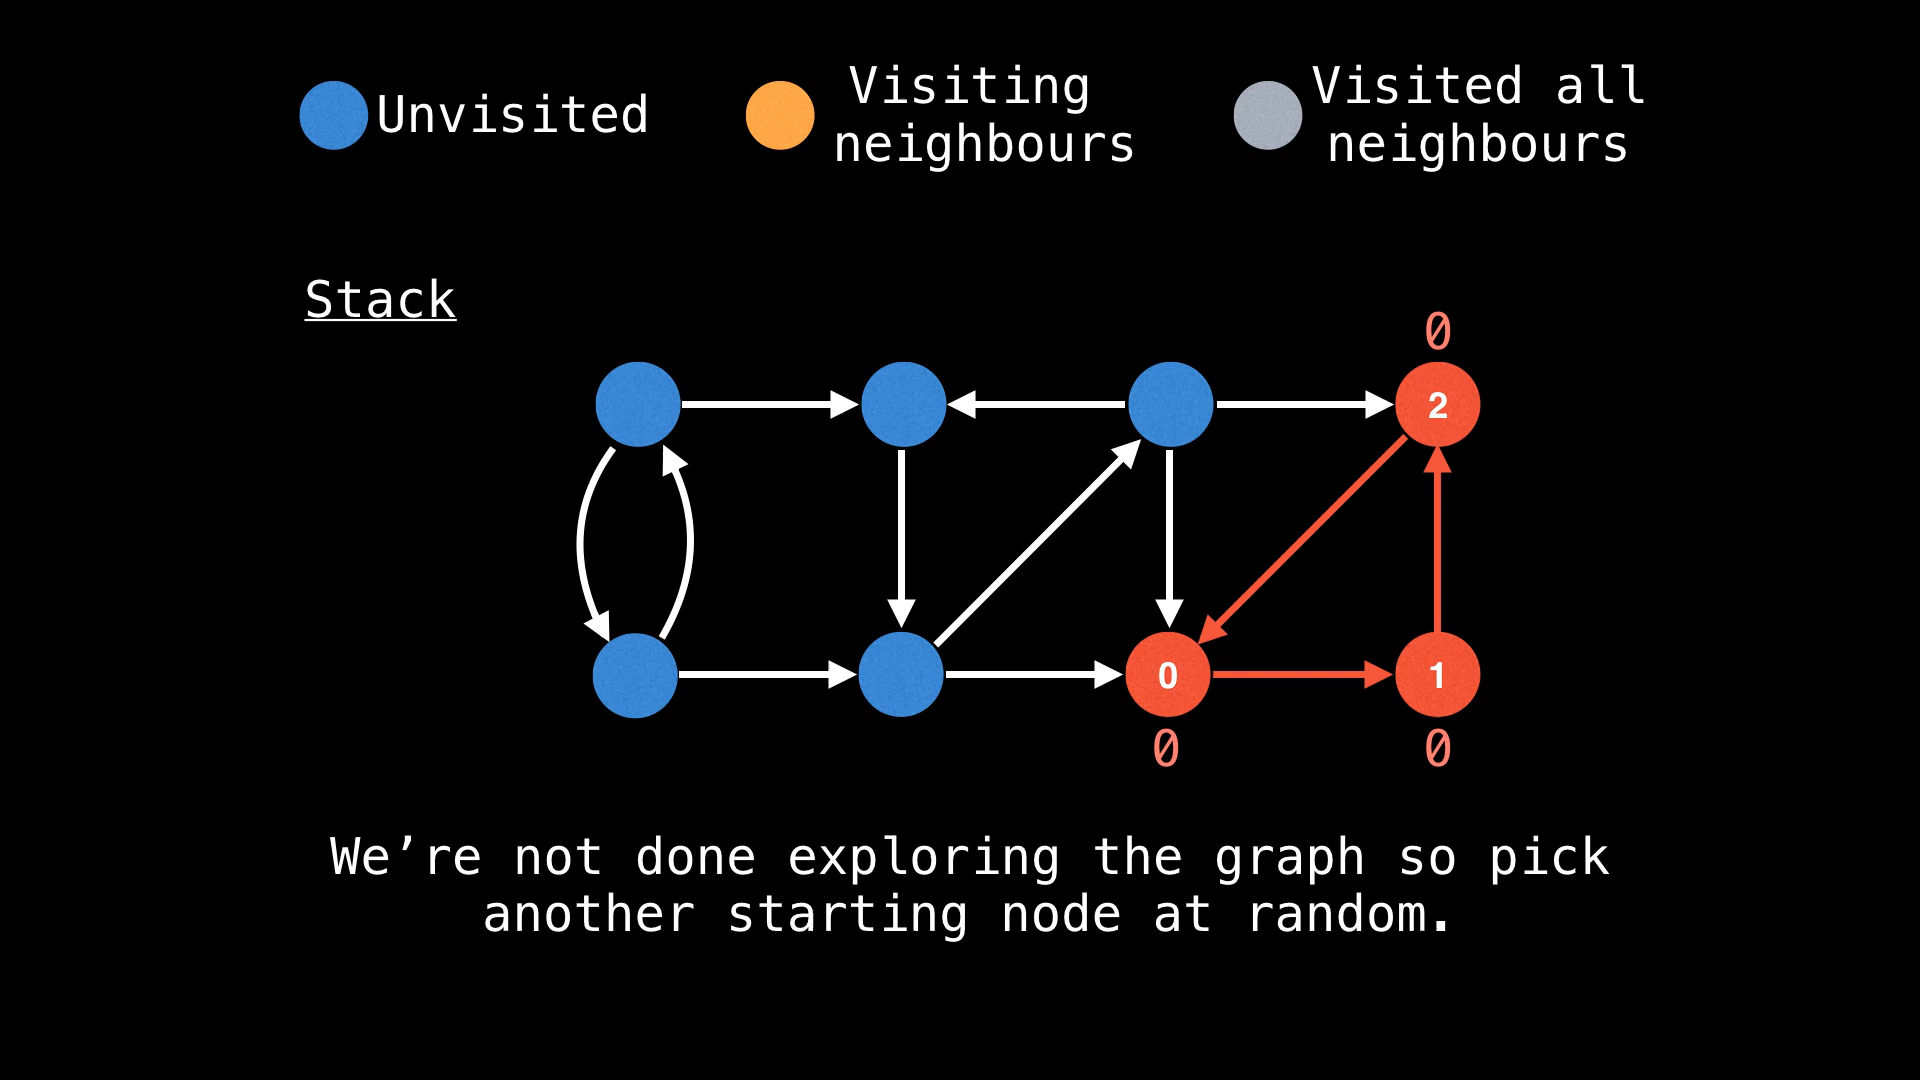 Unvisited
Visiting
neighbours
Visited all
neighbours
Stack
0
2
0
1
0
0
We’re not done exploring the graph so pick
another starting node at random.